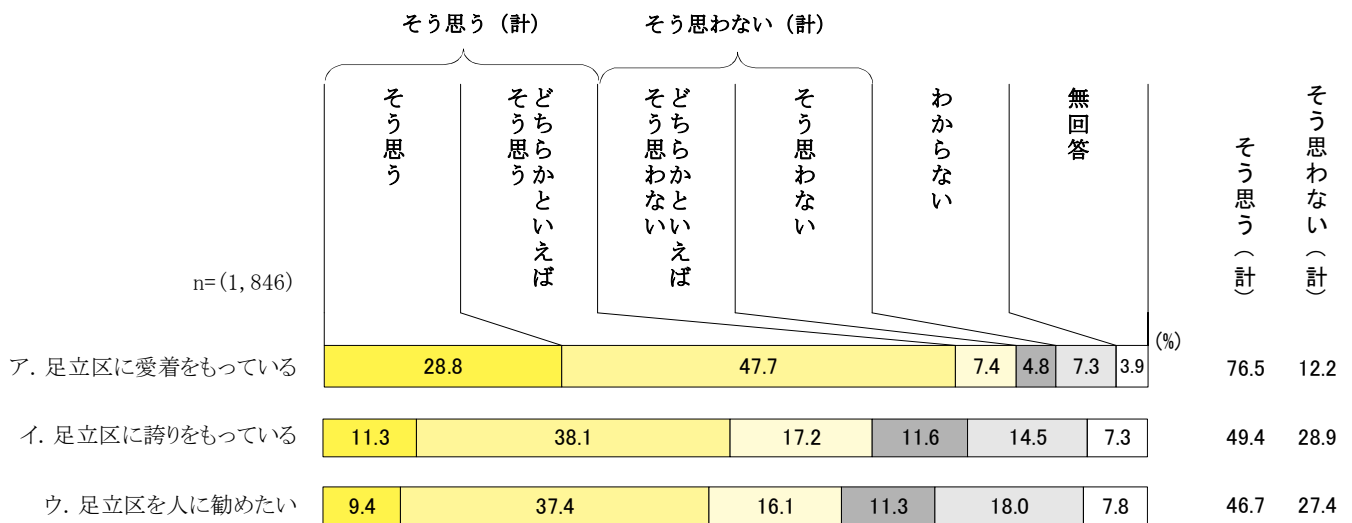 そう思う（計）
そう思わない（計）
そう思う
どちらかといえば
そう思う
どちらかといえば
そう思わない
そう思わない
わからない
無回答
そう思う（計）
そう思わない（計）
n=(1,846)
(%)
ア．足立区に愛着をもっている 28.8 47.7 7.4 4.8 7.3 3.9 76.5 12.2
イ．足立区に誇りをもっている 11.3 38.1 17.2 11.6 14.5 7.3 49.4 28.9
ウ．足立区を人に勧めたい 9.4 37.4 16.1 11.3 18.0 7.8 46.7 27.4